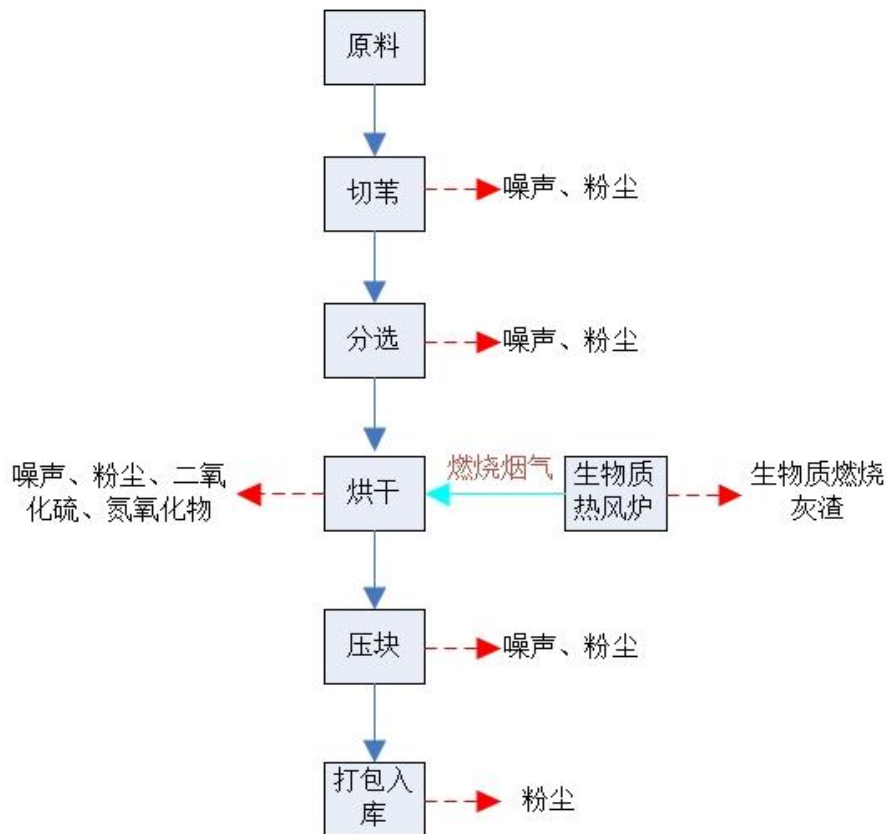 原料
切苇
噪声、粉尘
分选
噪声、粉尘
噪声、粉尘、二氧
化硫、氮氧化物
烘干
燃烧烟气
生物质
热风炉
生物质燃烧
灰渣
压块
噪声、粉尘
打包入
库
粉尘